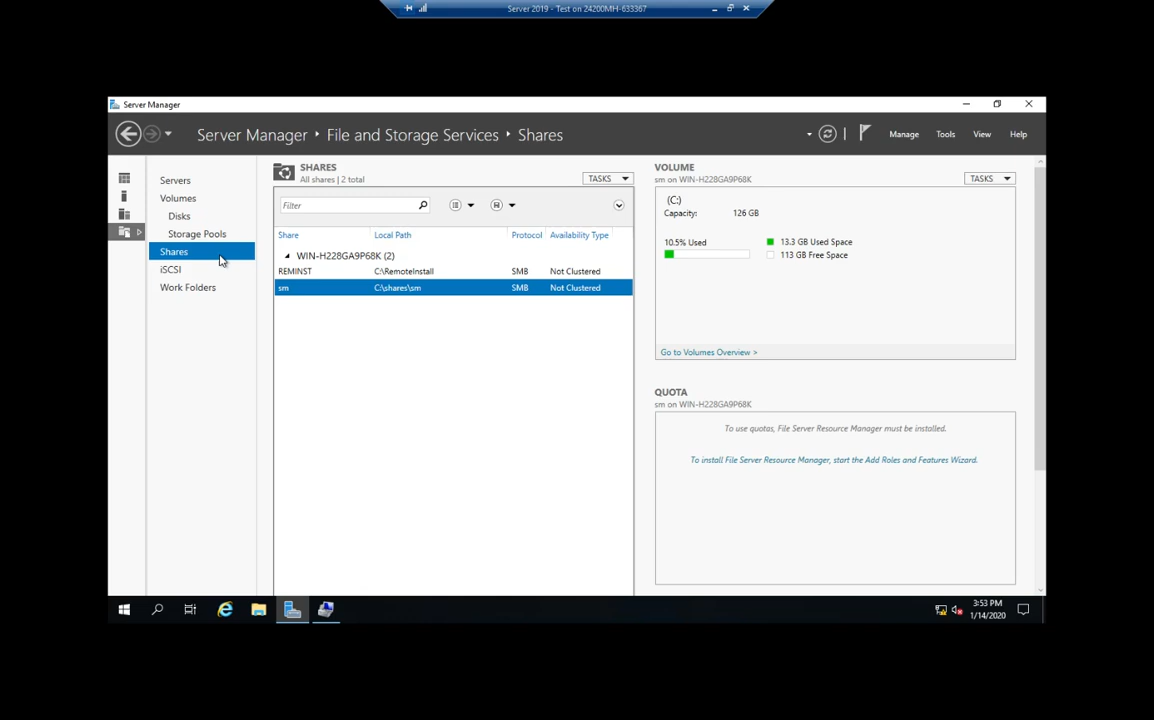 Server 2019 - Test on 24200MH-633367
Server Manager
Server Manager ‣ File and Storage Services ‣ Shares
Manage
Tools
View
Help
Servers
Volumes
Disks
Storage Pools
Shares
iSCSI
Work Folders
SHARES
All shares | 2 total
TASKS
Filter
Share Local Path Protocol Availability Type
WIN-H228GA9P68K (2)
REMINST C:\RemoteInstall SMB Not Clustered
sm C:\shares\sm SMB Not Clustered
VOLUME
sm on WIN-H228GA9P68K
TASKS
(C:)
Capacity: 126 GB
10.5% Used
13.3 GB Used Space
113 GB Free Space
Go to Volumes Overview >
QUOTA
sm on WIN-H228GA9P68K
To use quotas, File Server Resource Manager must be installed.
To install File Server Resource Manager, start the Add Roles and Features Wizard.
3:53 PM
1/14/2020